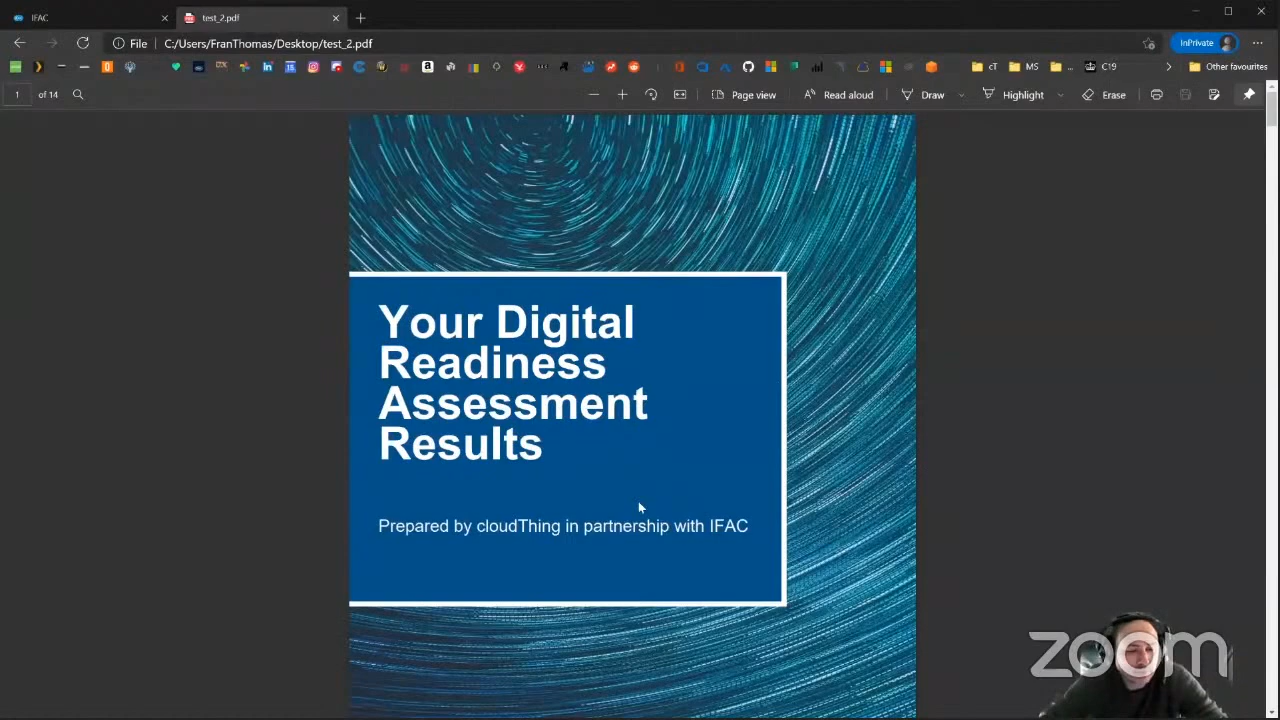 IFAC
test_2.pdf
File C:/Users/FranThomas/Desktop/test_2.pdf
InPrivate
cT MS ... C19 Other favourites
1 of 14 Page view Read aloud Draw Highlight Erase
Your Digital
Readiness
Assessment
Results
Prepared by cloudThing in partnership with IFAC
zoom